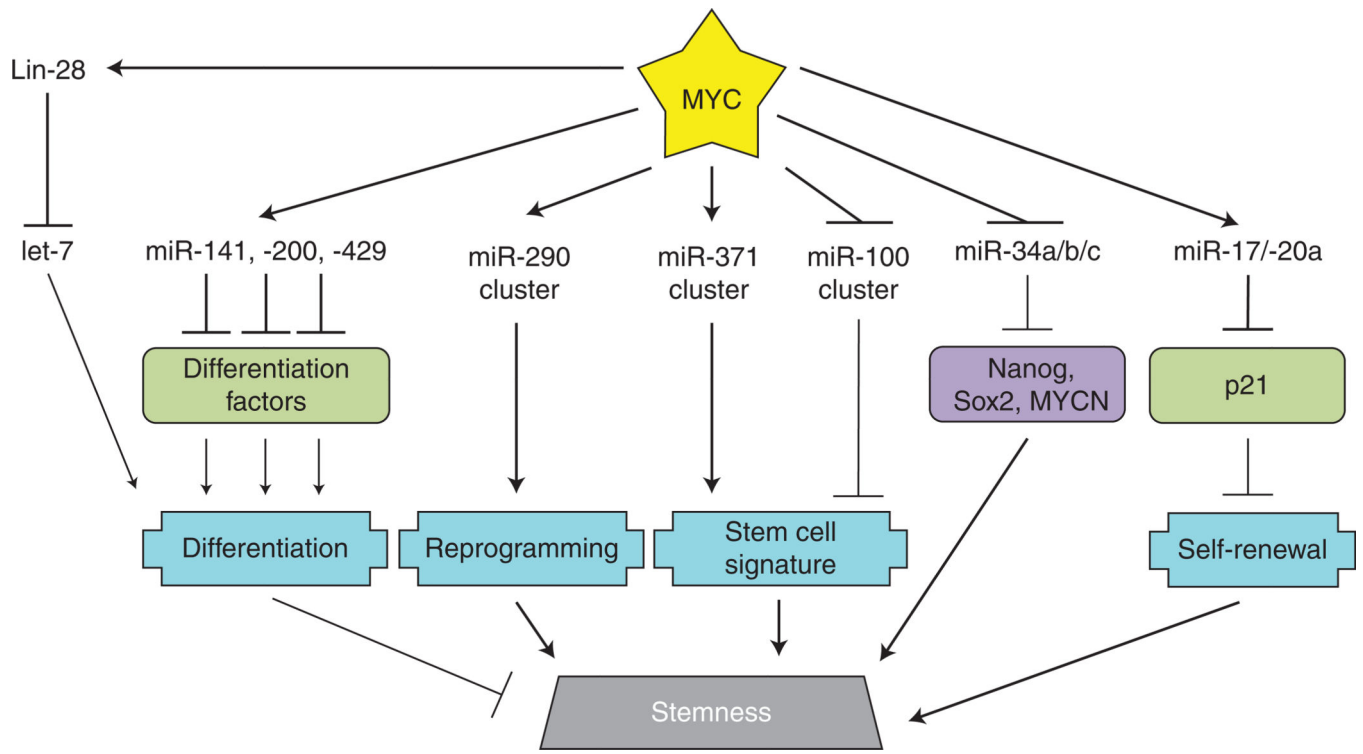 MYC
Lin-28
let-7
miR-141, -200, -429
miR-290
cluster
miR-371
cluster
miR-100
cluster
miR-34a/b/c
miR-17/-20a
Differentiation
factors
Nanog,
Sox2, MYCN
p21
Differentiation
Reprogramming
Stem cell
signature
Self-renewal
Stemness